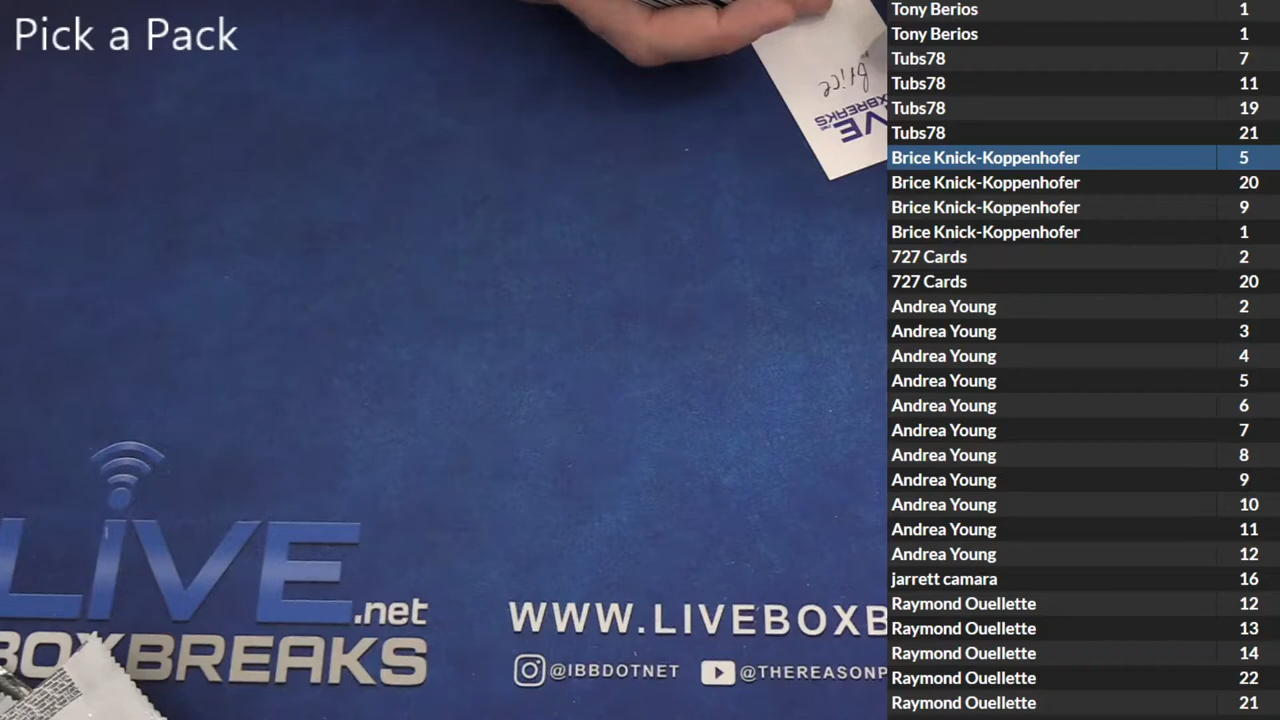 Pick a Pack
Brice
LIVE
BOXBREAKS
.net
LIVE.net
BOXBREAKS
WWW.LIVEBOXB
@IBBDOTNET
@THEREASONP
Tony Berios 1
Tony Berios 1
Tubs78 7
Tubs78 11
Tubs78 19
Tubs78 21
Brice Knick-Koppenhofer 5
Brice Knick-Koppenhofer 20
Brice Knick-Koppenhofer 9
Brice Knick-Koppenhofer 1
727 Cards 2
727 Cards 20
Andrea Young 2
Andrea Young 3
Andrea Young 4
Andrea Young 5
Andrea Young 6
Andrea Young 7
Andrea Young 8
Andrea Young 9
Andrea Young 10
Andrea Young 11
Andrea Young 12
jarrett camara 16
Raymond Ouellette 12
Raymond Ouellette 13
Raymond Ouellette 14
Raymond Ouellette 22
Raymond Ouellette 21